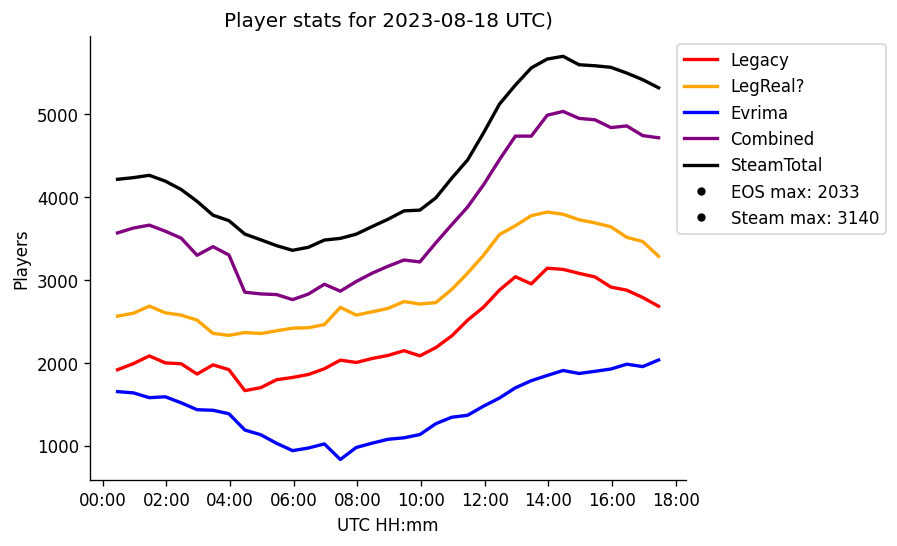 Player stats for 2023-08-18 UTC)
Legacy
LegReal?
Evrima
Combined
SteamTotal
EOS max: 2033
Steam max: 3140
Players
5000
4000
3000
2000
1000
00:00 02:00 04:00 06:00 08:00 10:00 12:00 14:00 16:00 18:00
UTC HH:mm